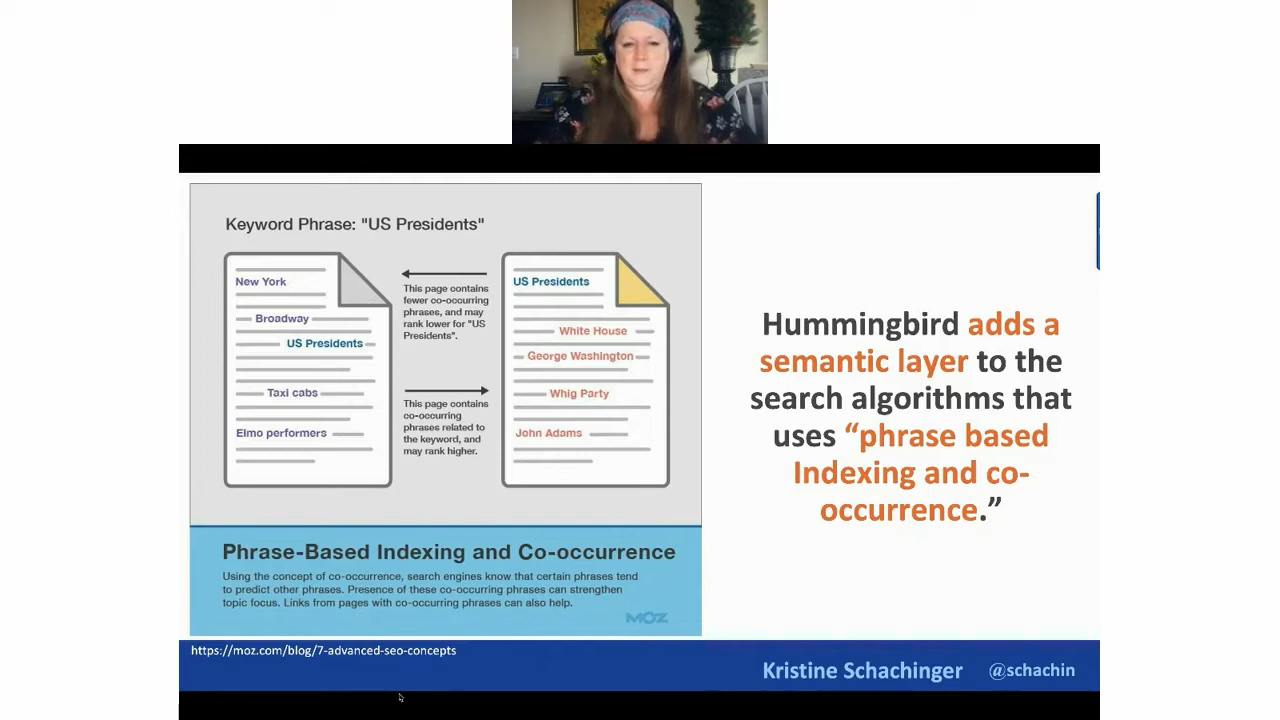 Keyword Phrase: "US Presidents"
New York
Broadway
US Presidents
Taxi cabs
Elmo performers
This page contains
fewer co-occurring
phrases, and may
rank lower for "US
Presidents".
This page contains
co-occurring
phrases related to
the keyword, and
may rank higher.
US Presidents
White House
George Washington
Whig Party
John Adams
Phrase-Based Indexing and Co-occurrence
Using the concept of co-occurrence, search engines know that certain phrases tend
to predict other phrases. Presence of these co-occurring phrases can strengthen
topic focus. Links from pages with co-occurring phrases can also help.
MOZ
Hummingbird adds a
semantic layer to the
search algorithms that
uses “phrase based
Indexing and co-
occurrence.”
https://moz.com/blog/7-advanced-seo-concepts
Kristine Schachinger @schachin